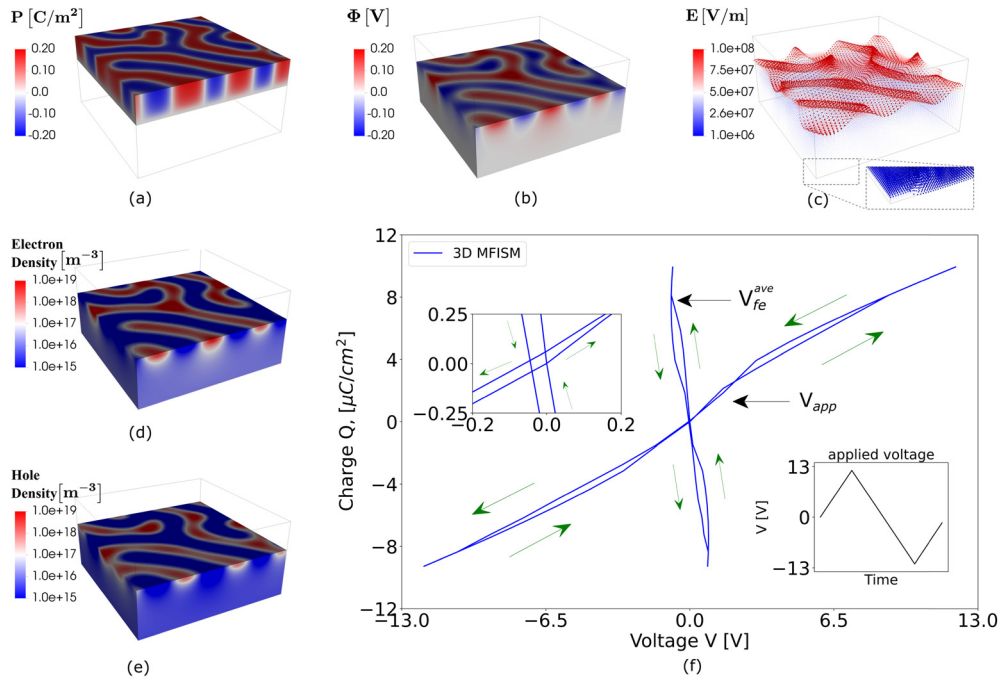 P [C/m²]
0.20
0.10
0.00
-0.10
-0.20
(a)
Φ [V]
0.20
0.10
0.00
-0.10
-0.20
(b)
E [V/m]
1.0e+08
7.5e+07
5.0e+07
2.5e+07
1.0e+06
(c)
Electron
Density [m⁻³]
1.0e+19
1.0e+18
1.0e+17
1.0e+16
1.0e+15
(d)
Hole
Density [m⁻³]
1.0e+19
1.0e+18
1.0e+17
1.0e+16
1.0e+15
(e)
3D MFISM
Charge Q, [μC/cm²]
12
8
4
0
−4
−8
−12
−13.0
−6.5
0.0
6.5
13.0
Voltage V [V]
V_fe^ave
V_app
0.25
0.00
−0.25
−0.2
0.0
0.2
applied voltage
V [V]
13
0
−13
Time
(f)